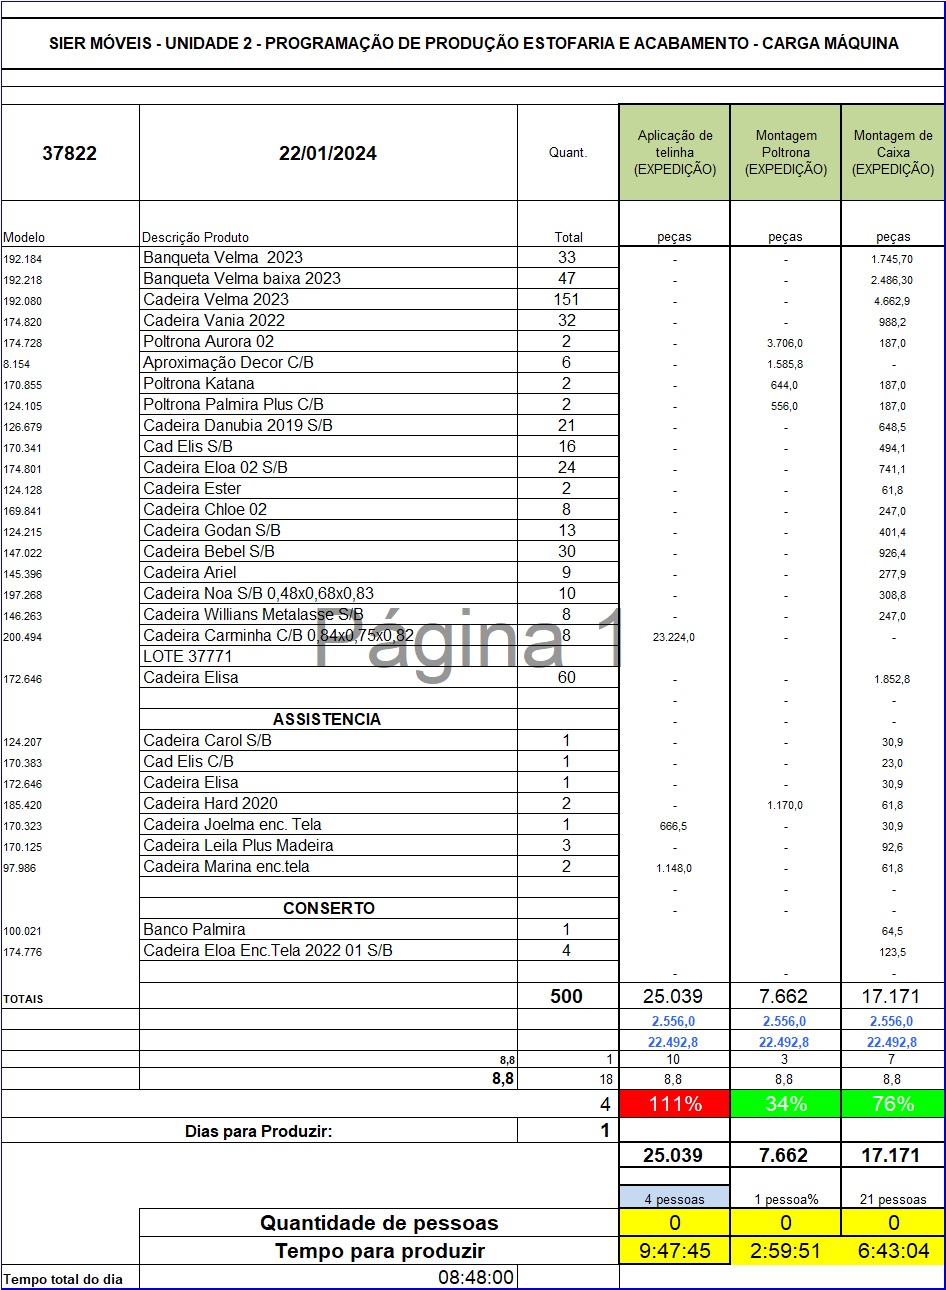 SIER MÓVEIS - UNIDADE 2 - PROGRAMAÇÃO DE PRODUÇÃO ESTOFARIA E ACABAMENTO - CARGA MÁQUINA
37822 22/01/2024 Quant. Aplicação de telinha (EXPEDIÇÃO) Montagem Poltrona (EXPEDIÇÃO) Montagem de Caixa (EXPEDIÇÃO)
Modelo Descrição Produto Total peças peças peças
192.184 Banqueta Velma 2023 33 - - 1.745,70
192.218 Banqueta Velma baixa 2023 47 - - 2.486,30
192.080 Cadeira Velma 2023 151 - - 4.662,9
174.820 Cadeira Vania 2022 32 - - 988,2
174.728 Poltrona Aurora 02 2 - 3.706,0 187,0
8.154 Aproximação Decor C/B 6 - 1.585,8 -
170.855 Poltrona Katana 2 - 644,0 187,0
124.105 Poltrona Palmira Plus C/B 2 - 556,0 187,0
126.679 Cadeira Danubia 2019 S/B 21 - - 648,5
170.341 Cad Elis S/B 16 - - 494,1
174.801 Cadeira Eloa 02 S/B 24 - - 741,1
124.128 Cadeira Ester 2 - - 61,8
169.841 Cadeira Chloe 02 8 - - 247,0
124.215 Cadeira Godan S/B 13 - - 401,4
147.022 Cadeira Bebel S/B 30 - - 926,4
145.396 Cadeira Ariel 9 - - 277,9
197.268 Cadeira Noa S/B 0,48x0,68x0,83 10 - - 308,8
146.263 Cadeira Willians Metalasse S/B 8 - - 247,0
200.494 Cadeira Carminha C/B 0,84x0,75x0,82 8 23.224,0 - -
Página 1
LOTE 37771
172.646 Cadeira Elisa 60 - - 1.852,8
- - -
ASSISTENCIA - - -
124.207 Cadeira Carol S/B 1 - - 30,9
170.383 Cad Elis C/B 1 - - 23,0
172.646 Cadeira Elisa 1 - - 30,9
185.420 Cadeira Hard 2020 2 - 1.170,0 61,8
170.323 Cadeira Joelma enc. Tela 1 666,5 - 30,9
170.125 Cadeira Leila Plus Madeira 3 - - 92,6
97.986 Cadeira Marina enc.tela 2 1.148,0 - 61,8
- - -
CONSERTO - - -
100.021 Banco Palmira 1 64,5
174.776 Cadeira Eloa Enc.Tela 2022 01 S/B 4 123,5
- - -
TOTAIS 500 25.039 7.662 17.171
2.556,0 2.556,0 2.556,0
22.492,8 22.492,8 22.492,8
8,8 1 10 3 7
8,8 18 8,8 8,8 8,8
4 111% 34% 76%
Dias para Produzir: 1
25.039 7.662 17.171
4 pessoas 1 pessoa% 21 pessoas
Quantidade de pessoas 0 0 0
Tempo para produzir 9:47:45 2:59:51 6:43:04
Tempo total do dia 08:48:00